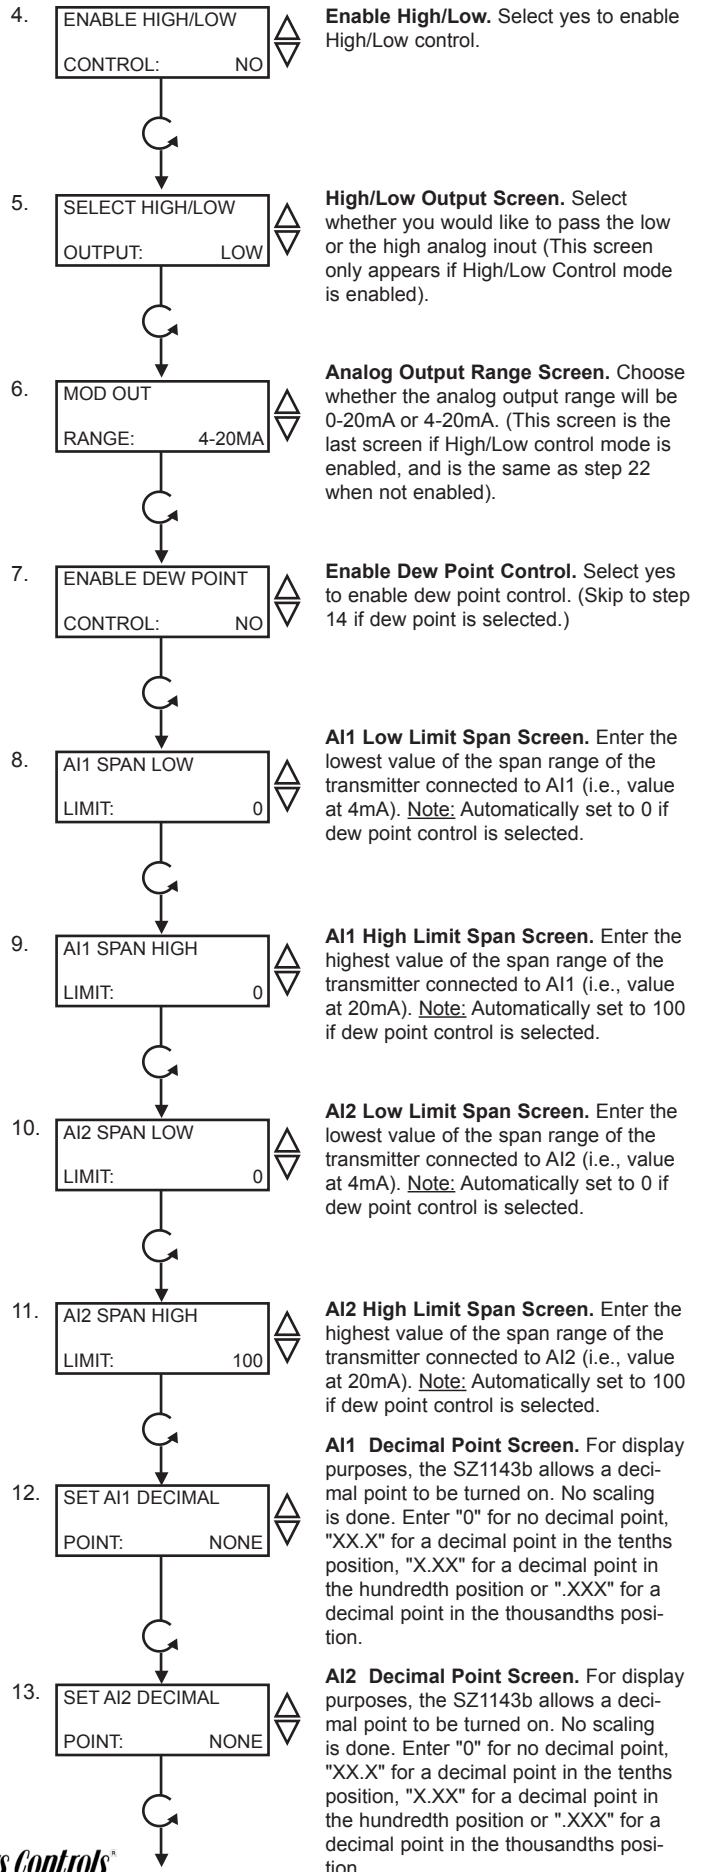 4.
ENABLE HIGH/LOW
CONTROL: NO
Enable High/Low. Select yes to enable
High/Low control.
5.
SELECT HIGH/LOW
OUTPUT: LOW
High/Low Output Screen. Select
whether you would like to pass the low
or the high analog inout (This screen
only appears if High/Low Control mode
is enabled).
6.
MOD OUT
RANGE: 4-20MA
Analog Output Range Screen. Choose
whether the analog output range will be
0-20mA or 4-20mA. (This screen is the
last screen if High/Low control mode is
enabled, and is the same as step 22
when not enabled).
7.
ENABLE DEW POINT
CONTROL: NO
Enable Dew Point Control. Select yes
to enable dew point control. (Skip to step
14 if dew point is selected.)
8.
AI1 SPAN LOW
LIMIT: 0
AI1 Low Limit Span Screen. Enter the
lowest value of the span range of the
transmitter connected to AI1 (i.e., value
at 4mA). Note: Automatically set to 0 if
dew point control is selected.
9.
AI1 SPAN HIGH
LIMIT: 0
AI1 High Limit Span Screen. Enter the
highest value of the span range of the
transmitter connected to AI1 (i.e., value
at 20mA). Note: Automatically set to 100
if dew point control is selected.
10.
AI2 SPAN LOW
LIMIT: 0
AI2 Low Limit Span Screen. Enter the
lowest value of the span range of the
transmitter connected to AI2 (i.e., value
at 4mA). Note: Automatically set to 0 if
dew point control is selected.
11.
AI2 SPAN HIGH
LIMIT: 100
AI2 High Limit Span Screen. Enter the
highest value of the span range of the
transmitter connected to AI2 (i.e., value
at 20mA). Note: Automatically set to 100
if dew point control is selected.
12.
SET AI1 DECIMAL
POINT: NONE
AI1 Decimal Point Screen. For display
purposes, the SZ1143b allows a deci-
mal point to be turned on. No scaling
is done. Enter "0" for no decimal point,
"XX.X" for a decimal point in the tenths
position, "X.XX" for a decimal point in
the hundredth position or ".XXX" for a
decimal point in the thousandths posi-
tion.
13.
SET AI2 DECIMAL
POINT: NONE
AI2 Decimal Point Screen. For display
purposes, the SZ1143b allows a deci-
mal point to be turned on. No scaling
is done. Enter "0" for no decimal point,
"XX.X" for a decimal point in the tenths
position, "X.XX" for a decimal point in
the hundredth position or ".XXX" for a
decimal point in the thousandths posi-
tion.
Controls®